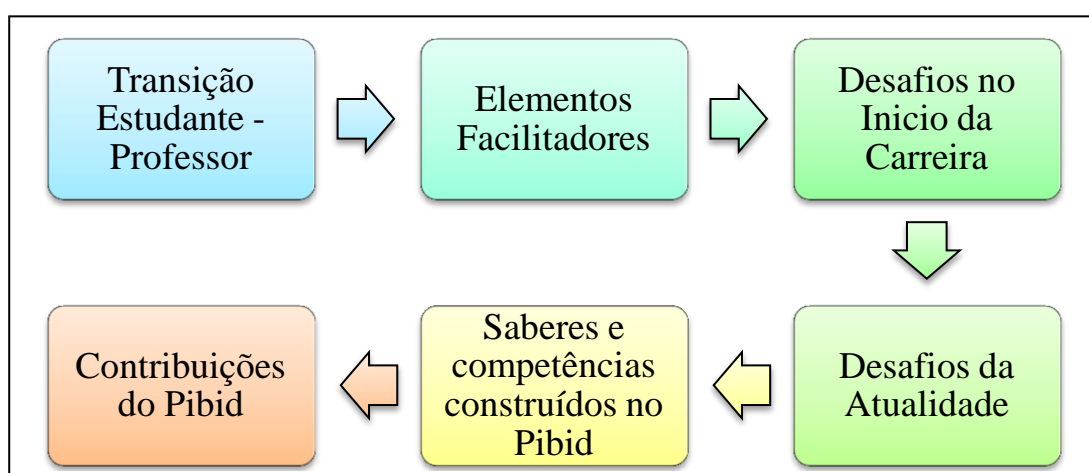 Transição
Estudante -
Professor
Elementos
Facilitadores
Desafios no
Inicio da
Carreira
Desafios da
Atualidade
Saberes e
competências
construídos no
Pibid
Contribuições
do Pibid